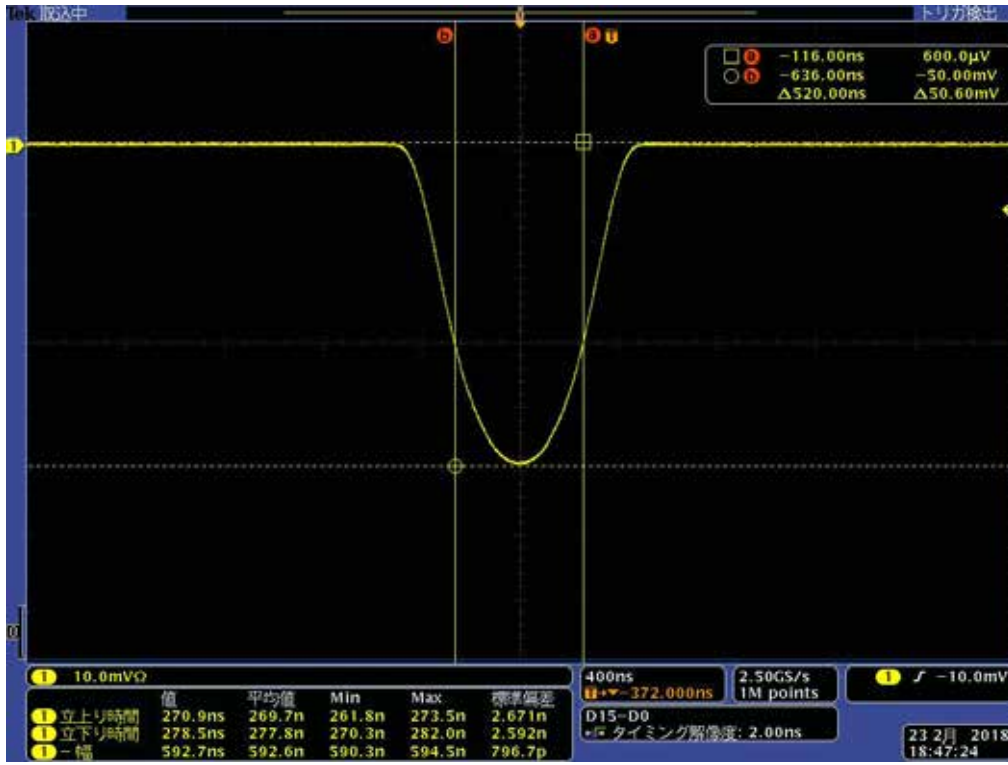 Tek 取込中
トリガ検出
b
a T
a −116.00ns 600.0µV
b −636.00ns −50.00mV
Δ520.00ns Δ50.60mV
1
1 10.0mVΩ
値 平均値 Min Max 標準偏差
1 立上り時間 270.9ns 269.7n 261.8n 273.5n 2.671n
1 立下り時間 278.5ns 277.8n 270.3n 282.0n 2.592n
1 − 幅 592.7ns 592.6n 590.3n 594.5n 796.7p
400ns
T→▼−372.000ns
2.50GS/s
1M points
1 −10.0mV
D15−D0
タイミング解像度: 2.00ns
23 2月 2018
18:47:24